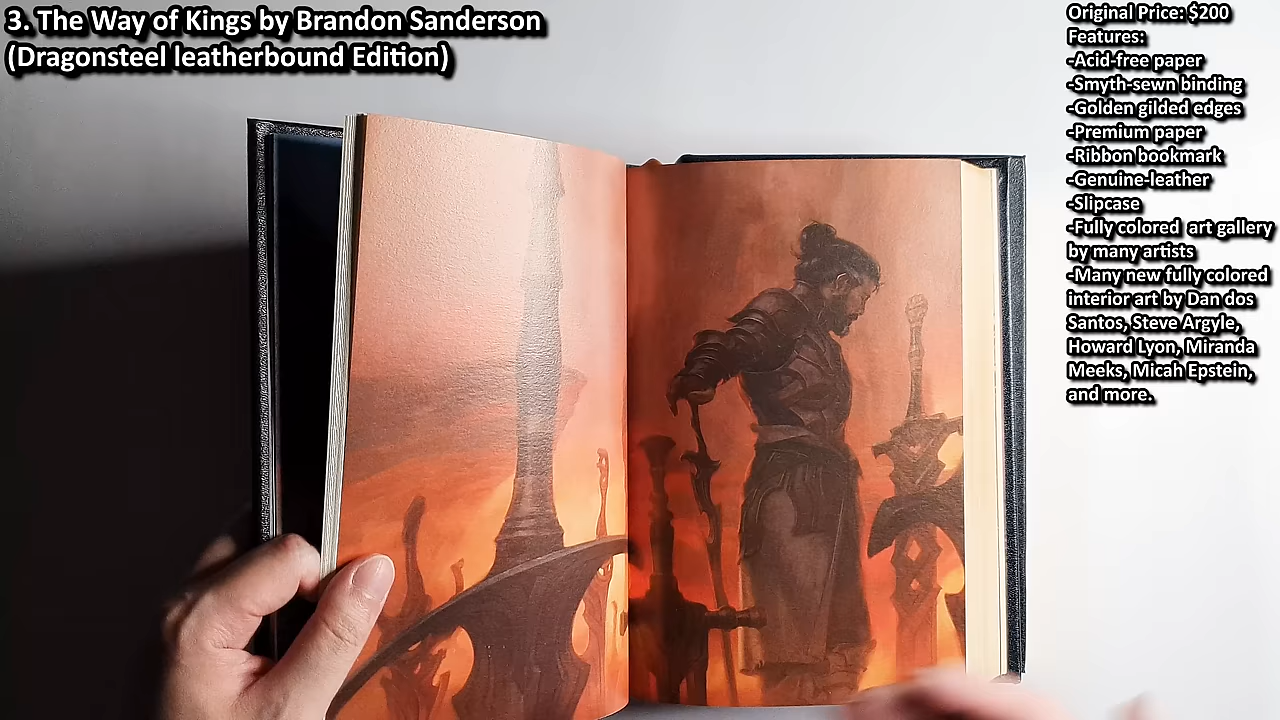 3. The Way of Kings by Brandon Sanderson
(Dragonsteel leatherbound Edition)
Original Price: $200
Features:
-Acid-free paper
-Smyth-sewn binding
-Golden gilded edges
-Premium paper
-Ribbon bookmark
-Genuine-leather
-Slipcase
-Fully colored  art gallery
by many artists
-Many new fully colored
interior art by Dan dos
Santos, Steve Argyle,
Howard Lyon, Miranda
Meeks, Micah Epstein,
and more.